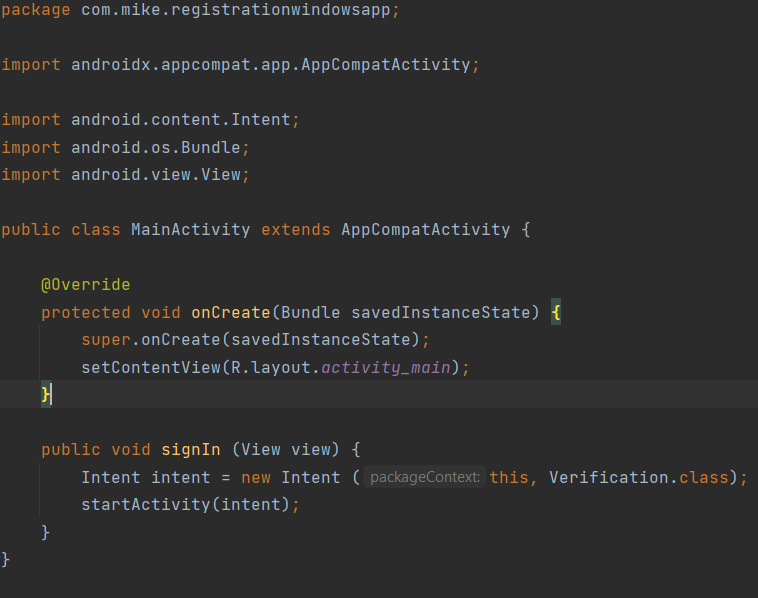 package com.mike.registrationwindowsapp;
import androidx.appcompat.app.AppCompatActivity;
import android.content.Intent;
import android.os.Bundle;
import android.view.View;
public class MainActivity extends AppCompatActivity {
@Override
protected void onCreate(Bundle savedInstanceState) {
super.onCreate(savedInstanceState);
setContentView(R.layout.activity_main);
}
public void signIn (View view) {
Intent intent = new Intent ( packageContext: this, Verification.class);
startActivity(intent);
}
}